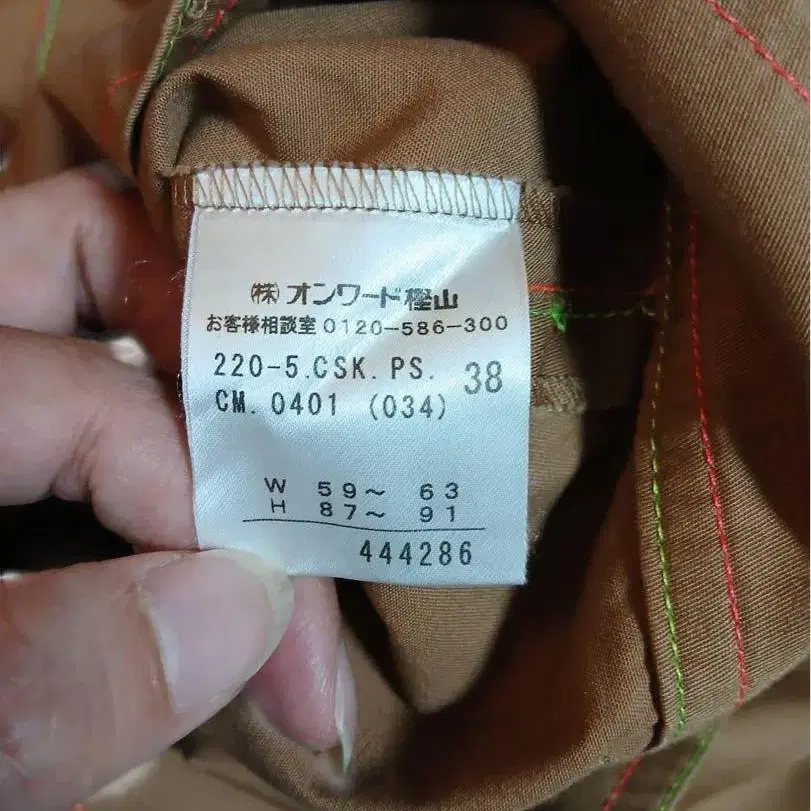 ㈱オンワード樫山
お客様相談室 0120-586-300
220-5.CSK.PS. 38
CM.0401 (034)
W 59～ 63
H 87～ 91
444286